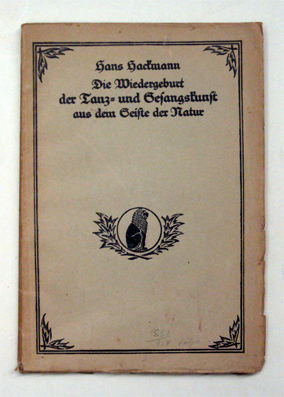 Hans Hackmann
Die Wiedergeburt
der Tanz- und Gesangskunst
aus dem Geiste der Natur